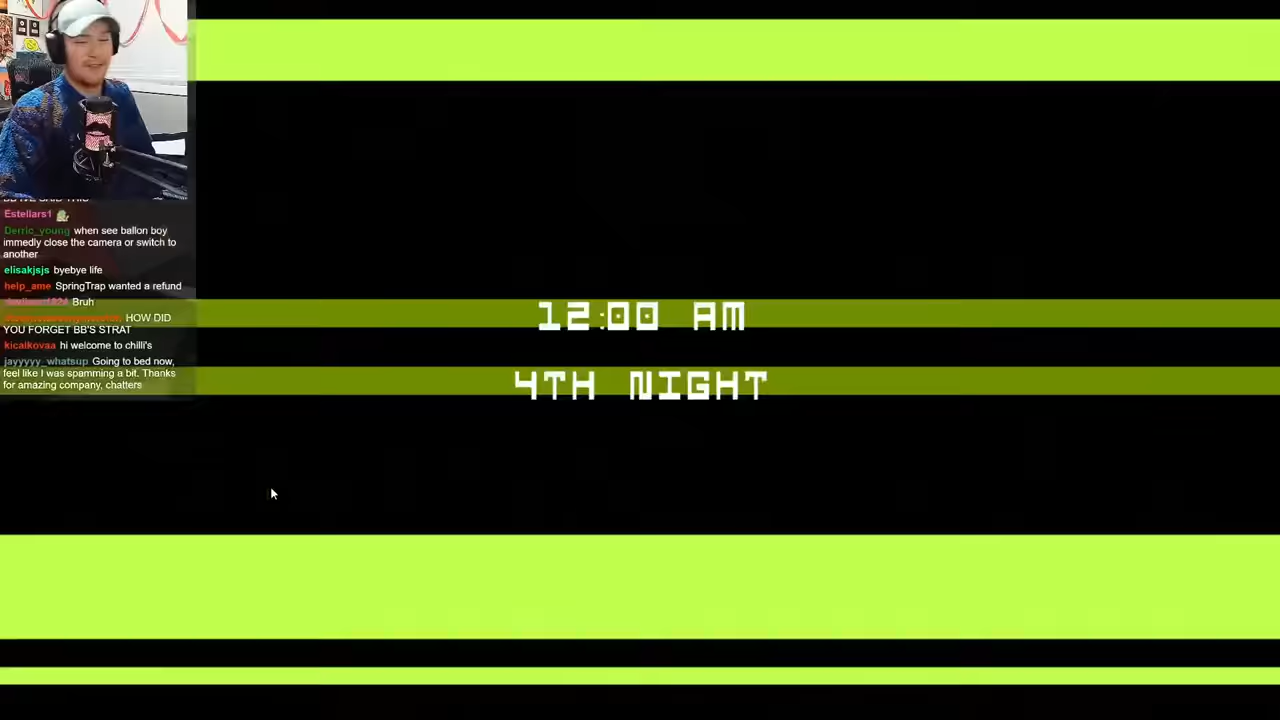 Estellars1
Derric_young when see ballon boy
immedly close the camera or switch to
another
elisakjsjs byebye life
help_ame SpringTrap wanted a refund
Bruh
HOW DID
YOU FORGET BB'S STRAT
kicaikovaa hi welcome to chilli's
jayyyyy_whatsup Going to bed now,
feel like I was spamming a bit. Thanks
for amazing company, chatters
12:00 AM
4TH NIGHT